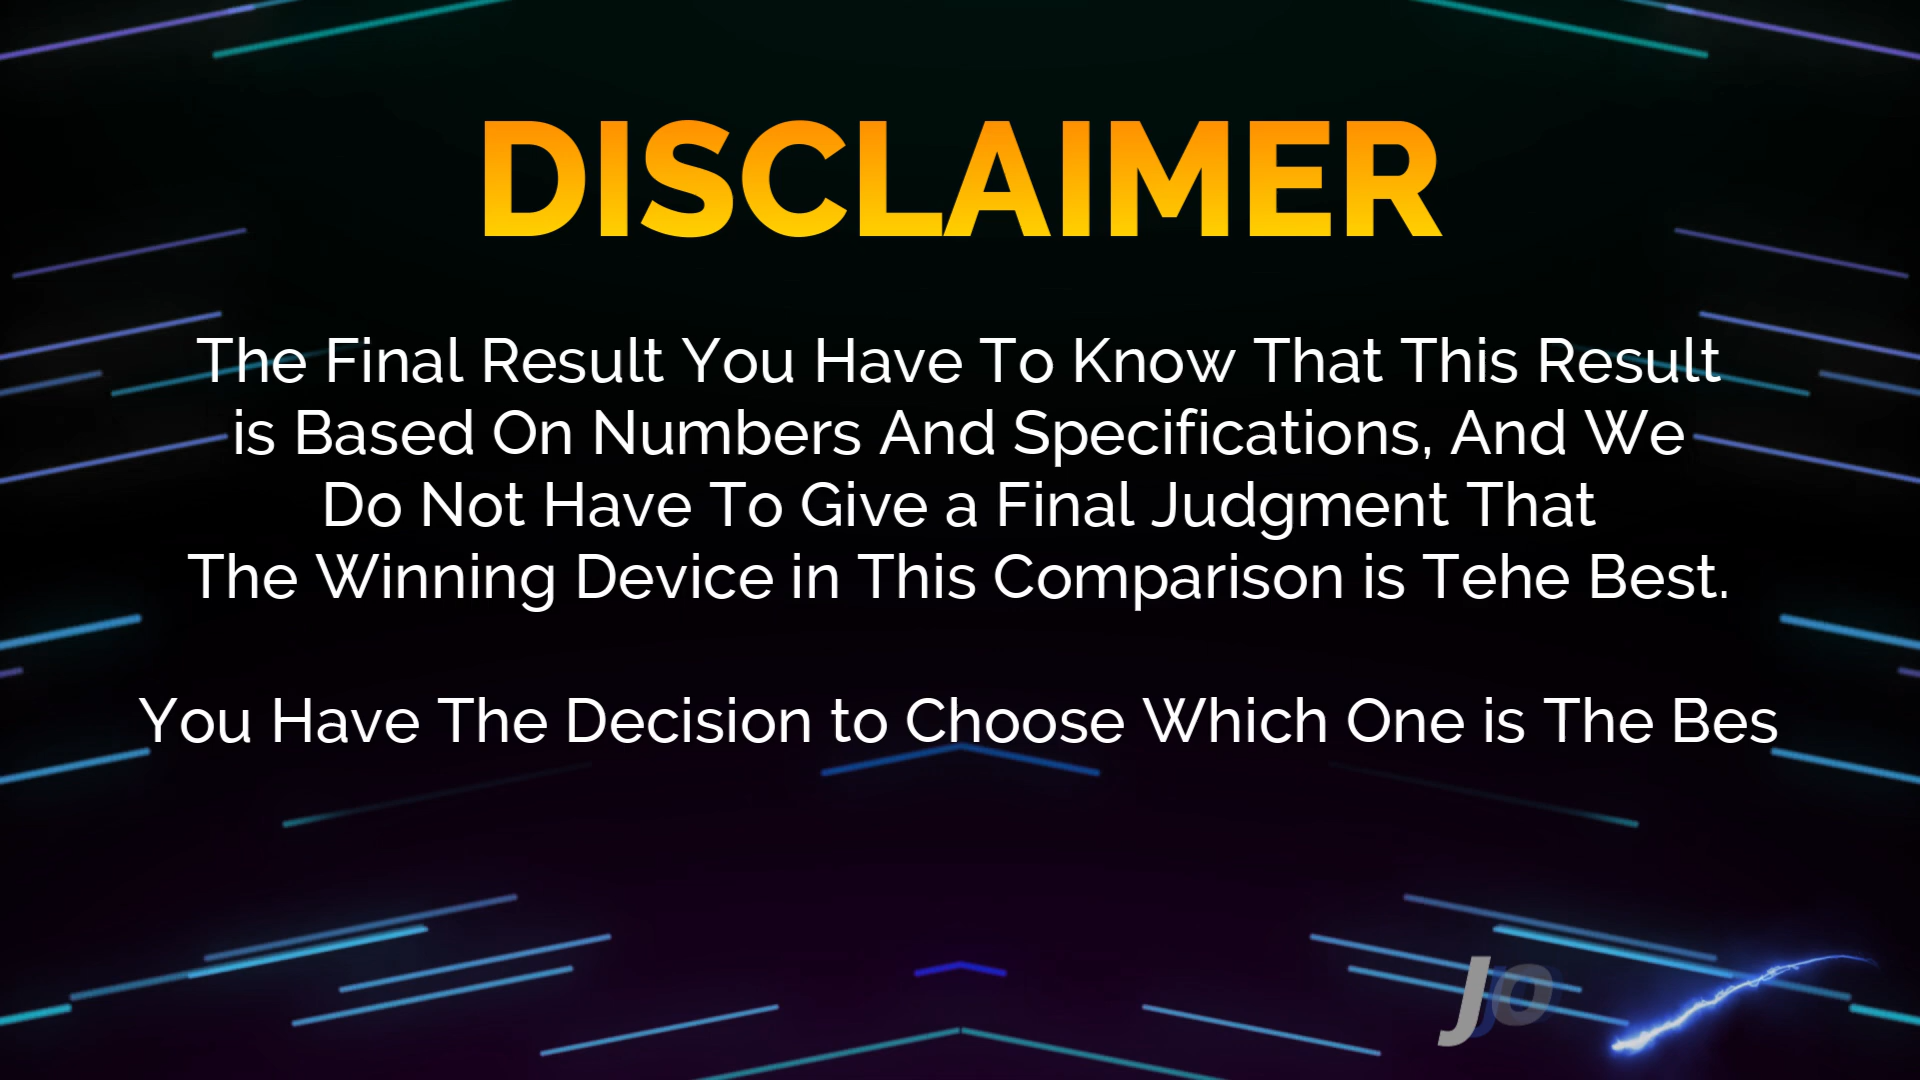 DISCLAIMER
The Final Result You Have To Know That This Result
is Based On Numbers And Specifications, And We
Do Not Have To Give a Final Judgment That
The Winning Device in This Comparison is Tehe Best.
You Have The Decision to Choose Which One is The Bes
Jo